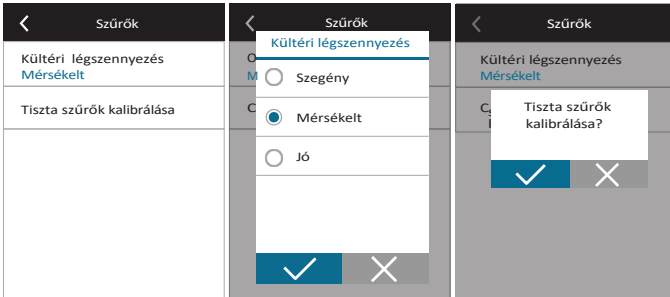 Szűrők
Kültéri légszennyezés
Mérsékelt
Tiszta szűrők kalibrálása
Szűrők
Kültéri légszennyezés
Szegény
Mérsékelt
Jó
Szűrők
Kültéri légszennyezés
Mérsékelt
Tiszta szűrők
kalibrálása?